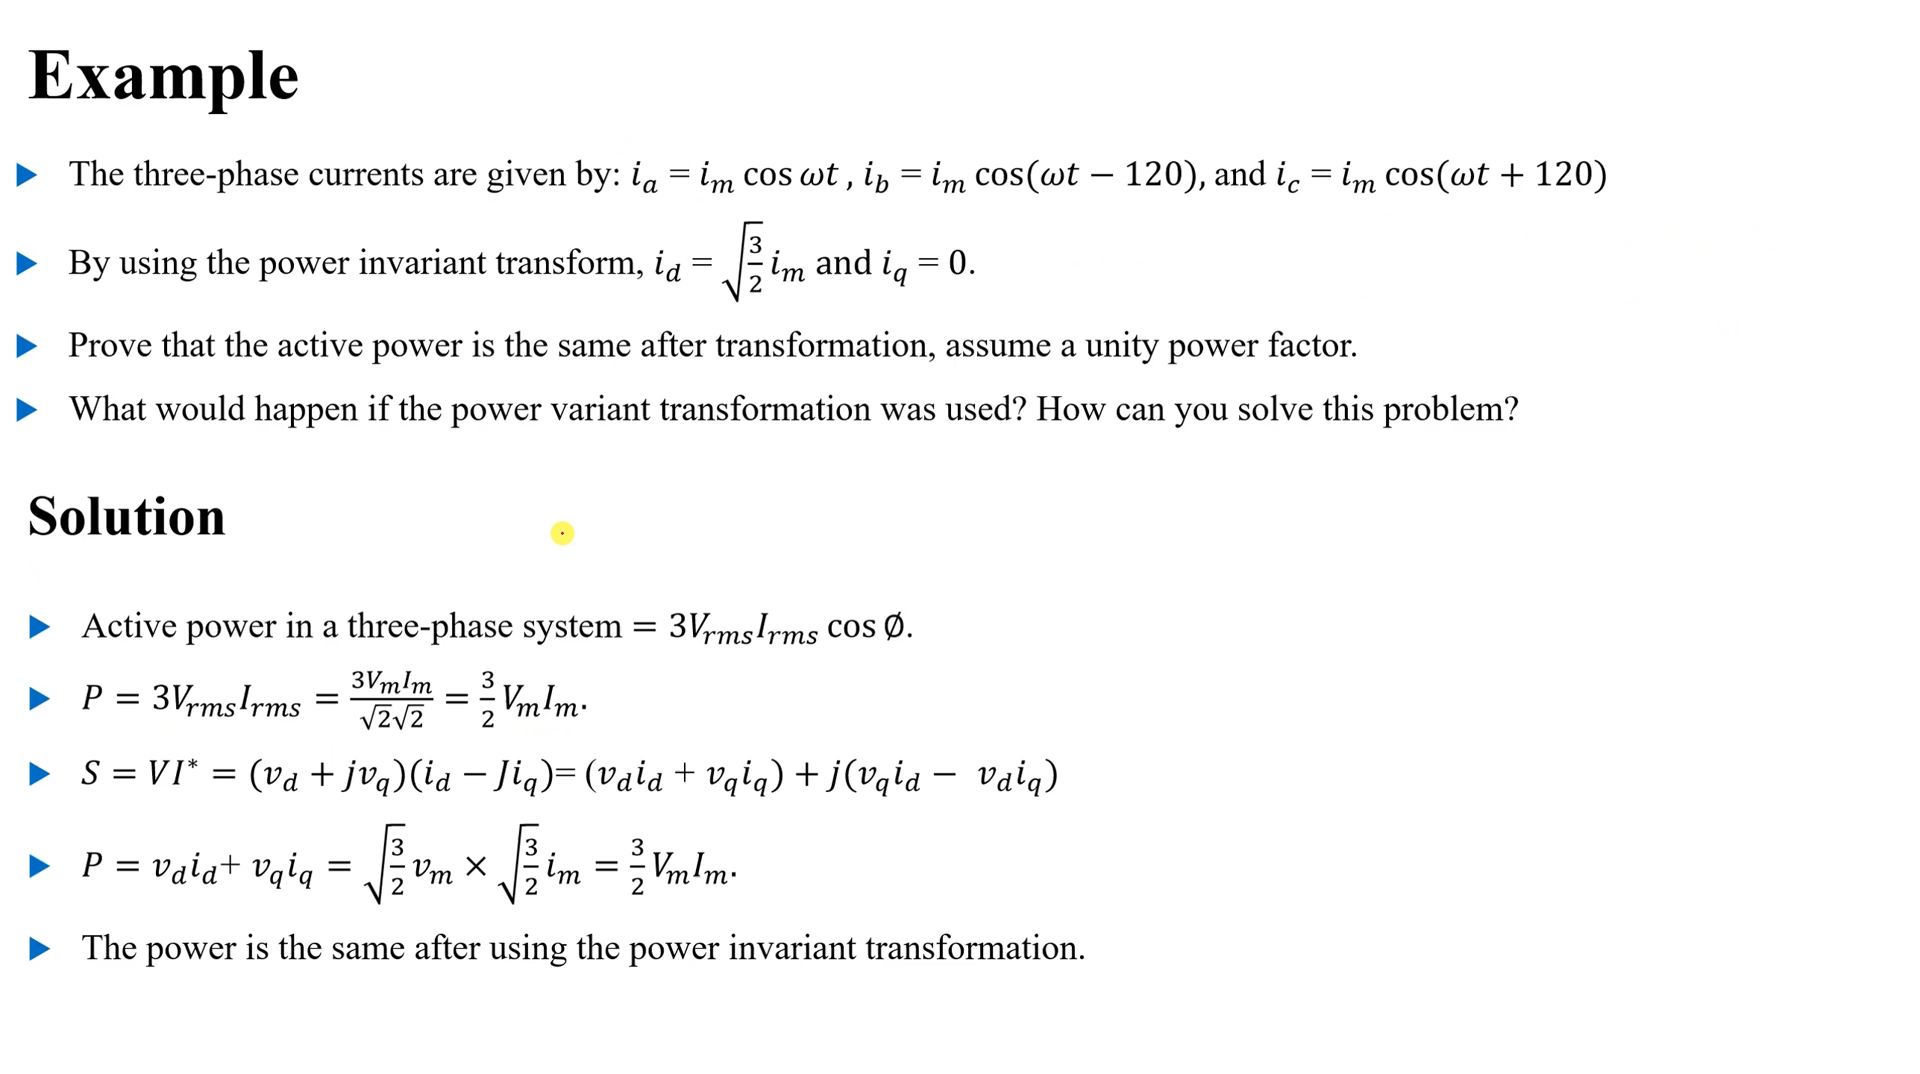 Example
The three-phase currents are given by: i_a = i_m cos ωt , i_b = i_m cos(ωt − 120), and i_c = i_m cos(ωt + 120)
By using the power invariant transform, i_d = √(3/2) i_m and i_q = 0.
Prove that the active power is the same after transformation, assume a unity power factor.
What would happen if the power variant transformation was used? How can you solve this problem?
Solution
Active power in a three-phase system = 3V_rms I_rms cos Ø.
P = 3V_rms I_rms = 3V_m I_m / √2√2 = 3/2 V_m I_m.
S = VI* = (v_d + jv_q)(i_d − Ji_q)= (v_d i_d + v_q i_q) + j(v_q i_d − v_d i_q)
P = v_d i_d+ v_q i_q = √(3/2) v_m × √(3/2) i_m = 3/2 V_m I_m.
The power is the same after using the power invariant transformation.